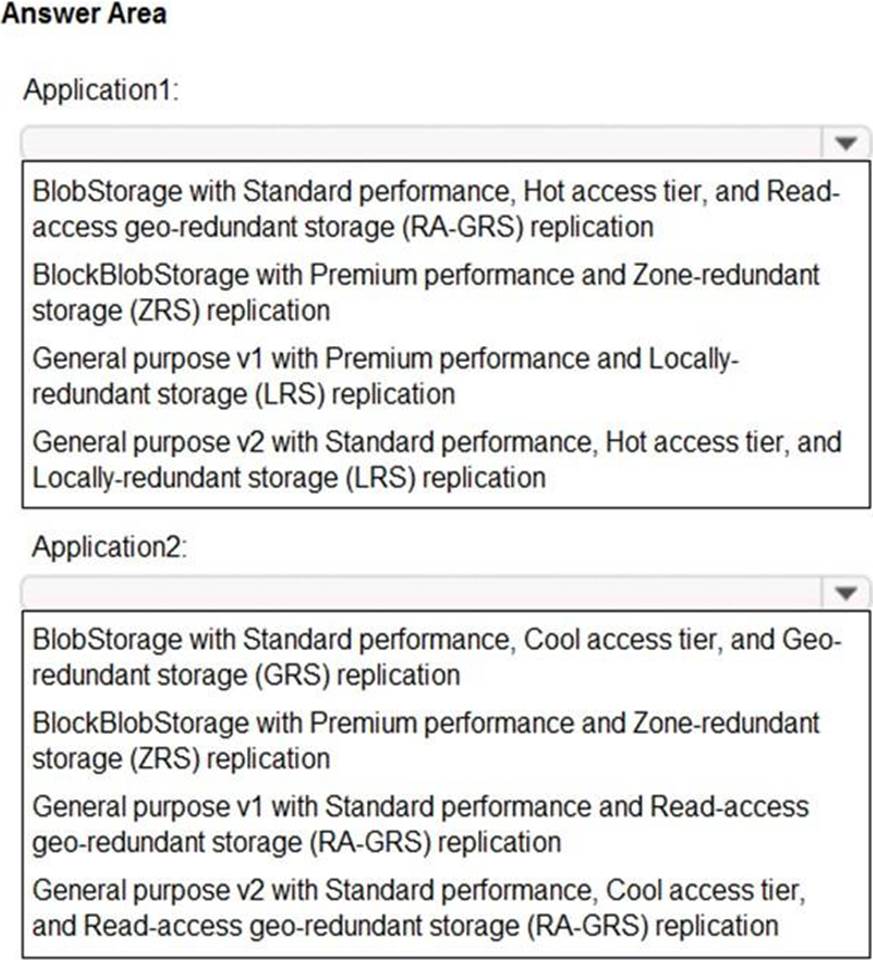 Answer Area
Application1:
BlobStorage with Standard performance, Hot access tier, and Read-
access geo-redundant storage (RA-GRS) replication
BlockBlobStorage with Premium performance and Zone-redundant
storage (ZRS) replication
General purpose v1 with Premium performance and Locally-
redundant storage (LRS) replication
General purpose v2 with Standard performance, Hot access tier, and
Locally-redundant storage (LRS) replication
Application2:
BlobStorage with Standard performance, Cool access tier, and Geo-
redundant storage (GRS) replication
BlockBlobStorage with Premium performance and Zone-redundant
storage (ZRS) replication
General purpose v1 with Standard performance and Read-access
geo-redundant storage (RA-GRS) replication
General purpose v2 with Standard performance, Cool access tier,
and Read-access geo-redundant storage (RA-GRS) replication